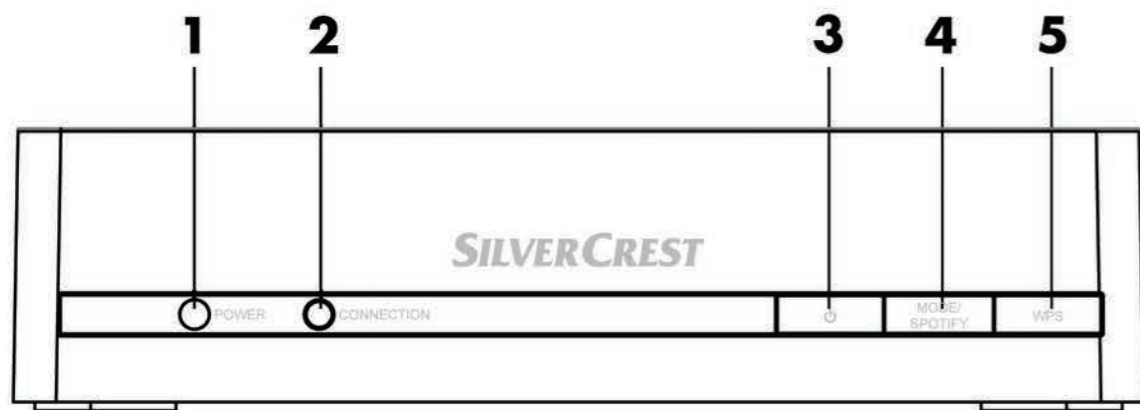 1 2 3 4 5
SILVERCREST
POWER CONNECTION MODE/ WPS
SPOTIFY